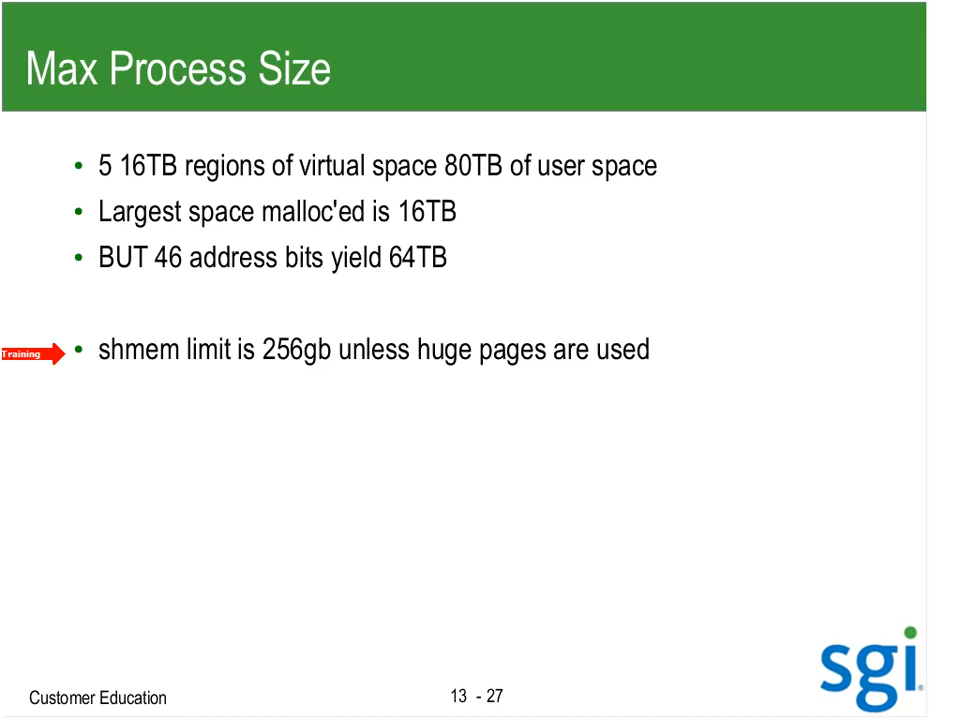 Max Process Size
• 5 16TB regions of virtual space 80TB of user space
• Largest space malloc'ed is 16TB
• BUT 46 address bits yield 64TB
Training
• shmem limit is 256gb unless huge pages are used
sgi
Customer Education
13 - 27